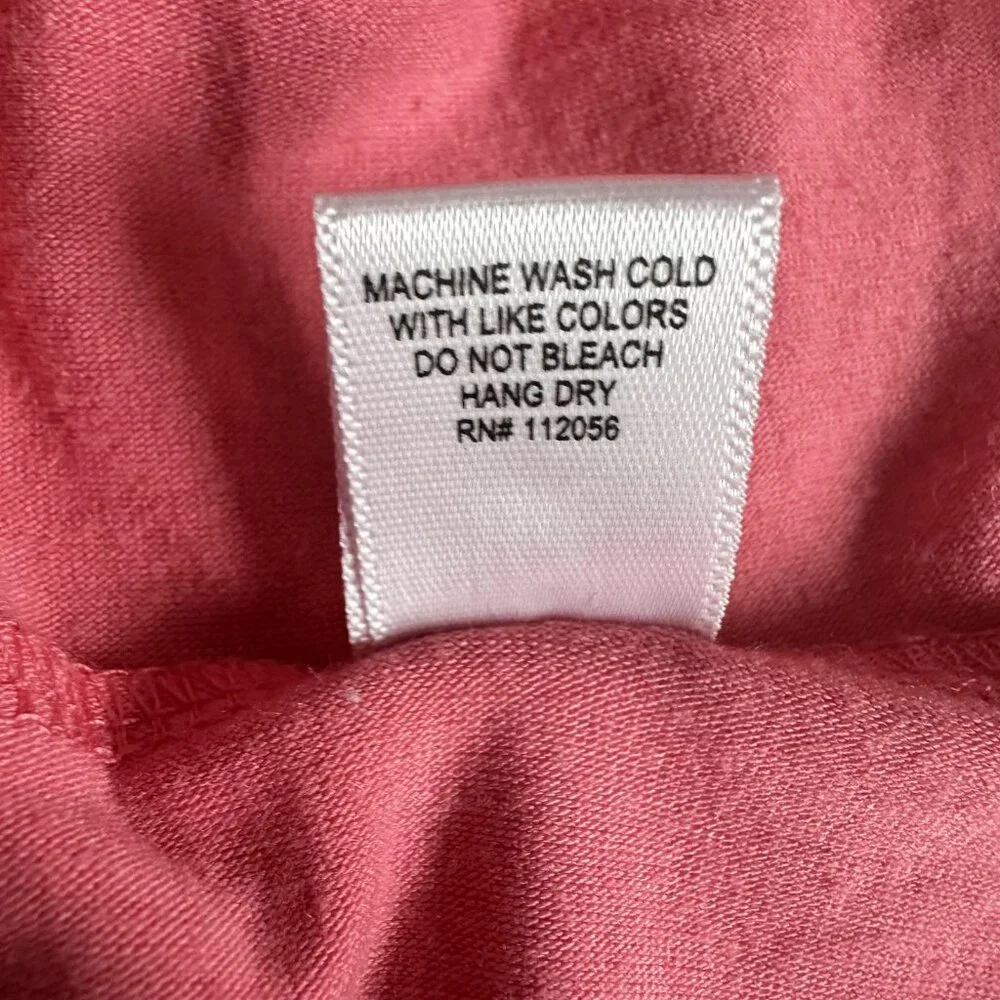 MACHINE WASH COLD
WITH LIKE COLORS
DO NOT BLEACH
HANG DRY
RN# 112056